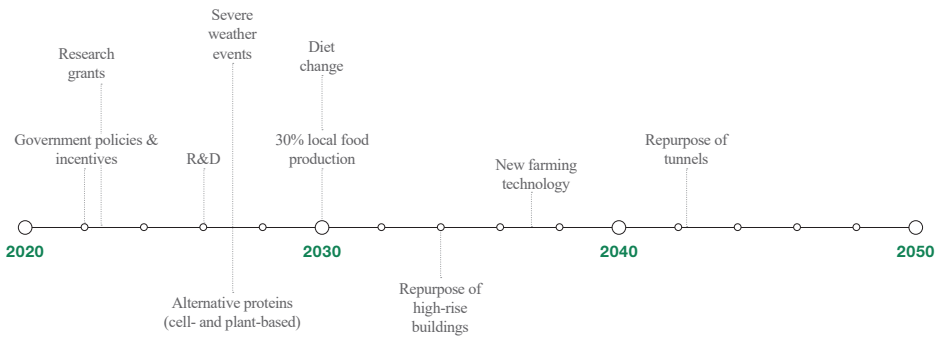 Severe
weather
events
Research
grants
Diet
change
Government policies &
incentives
R&D
30% local food
production
New farming
technology
Repurpose of
tunnels
2020
2030
2040
2050
Alternative proteins
(cell- and plant-based)
Repurpose of
high-rise
buildings